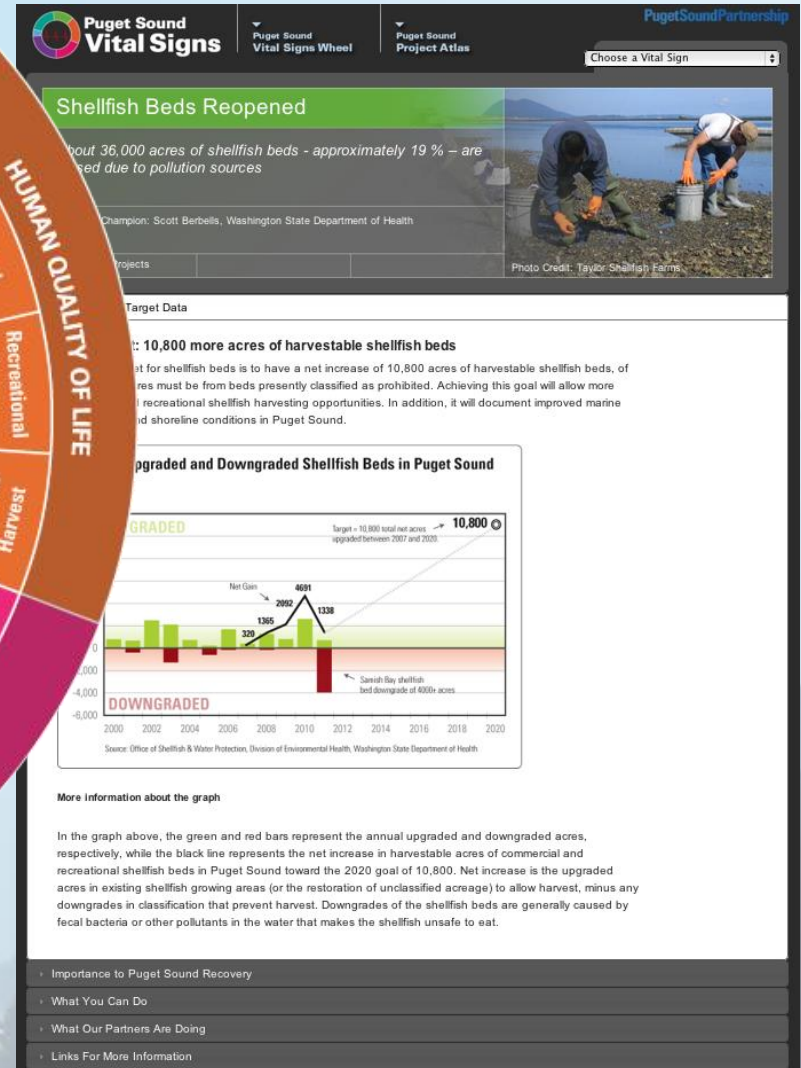 Puget Sound
Vital Signs
Puget Sound
Vital Signs Wheel
Puget Sound
Project Atlas
PugetSoundPartnership
Choose a Vital Sign
Shellfish Beds Reopened
36,000 acres of shellfish beds - approximately 19 % – are
due to pollution sources
Champion: Scott Berbells, Washington State Department of Health
Projects
Photo Credit: Taylor Shellfish Farms
HUMAN QUALITY OF LIFE
Recreational
Harvest
Target Data
: 10,800 more acres of harvestable shellfish beds
for shellfish beds is to have a net increase of 10,800 acres of harvestable shellfish beds, of
must be from beds presently classified as prohibited. Achieving this goal will allow more
recreational shellfish harvesting opportunities. In addition, it will document improved marine
shoreline conditions in Puget Sound.
and Downgraded Shellfish Beds in Puget Sound
GRADED
Target = 10,800 total net acres
upgraded between 2007 and 2020.
10,800
Net Gain
320
1365
2092
4691
1338
0
Samish Bay shellfish
bed downgrade of 4000+ acres
-4,000
DOWNGRADED
-6,000
2000 2002 2004 2006 2008 2010 2012 2014 2016 2018 2020
Source: Office of Shellfish & Water Protection, Division of Environmental Health, Washington State Department of Health
More information about the graph
In the graph above, the green and red bars represent the annual upgraded and downgraded acres,
respectively, while the black line represents the net increase in harvestable acres of commercial and
recreational shellfish beds in Puget Sound toward the 2020 goal of 10,800. Net increase is the upgraded
acres in existing shellfish growing areas (or the restoration of unclassified acreage) to allow harvest, minus any
downgrades in classification that prevent harvest. Downgrades of the shellfish beds are generally caused by
fecal bacteria or other pollutants in the water that makes the shellfish unsafe to eat.
Importance to Puget Sound Recovery
What You Can Do
What Our Partners Are Doing
Links For More Information